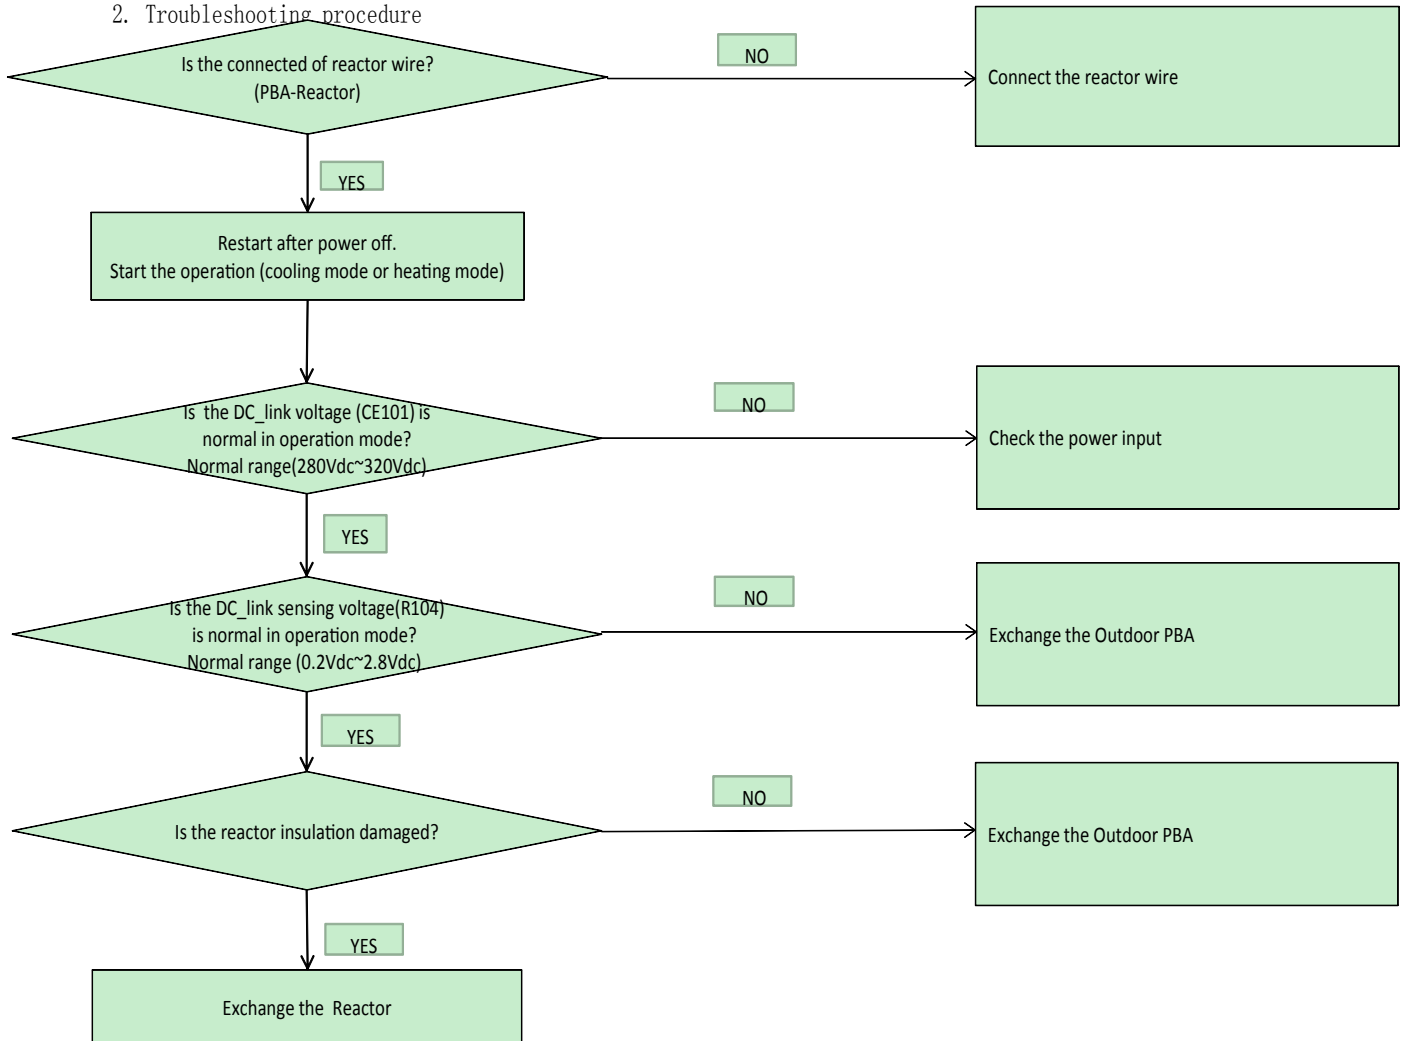 2. Troubleshooting procedure
Is the connected of reactor wire?
(PBA-Reactor)
NO
Connect the reactor wire
YES
Restart after power off.
Start the operation (cooling mode or heating mode)
Is the DC_link voltage (CE101) is
normal in operation mode?
Normal range(280Vdc~320Vdc)
NO
Check the power input
YES
Is the DC_link sensing voltage(R104)
is normal in operation mode?
Normal range (0.2Vdc~2.8Vdc)
NO
Exchange the Outdoor PBA
YES
Is the reactor insulation damaged?
NO
Exchange the Outdoor PBA
YES
Exchange the Reactor